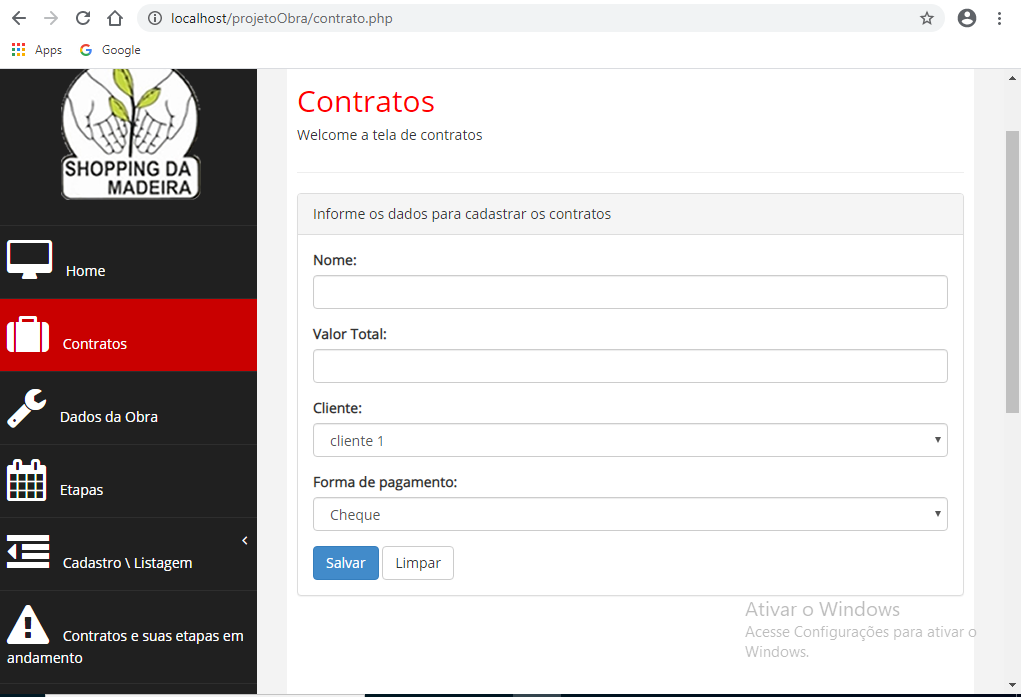 localhost/projetoObra/contrato.php
Apps Google
SHOPPING DA
MADEIRA
Home
Contratos
Dados da Obra
Etapas
Cadastro \ Listagem
Contratos e suas etapas em
andamento
Contratos
Welcome a tela de contratos
Informe os dados para cadastrar os contratos
Nome:
Valor Total:
Cliente:
cliente 1
Forma de pagamento:
Cheque
Salvar Limpar
Ativar o Windows
Acesse Configurações para ativar o
Windows.